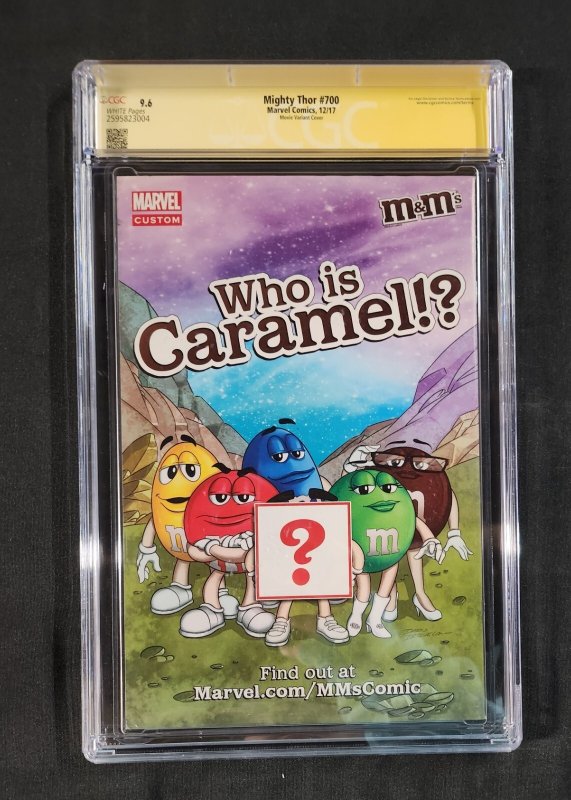 CGC 9.6
WHITE Pages
2595823004
Mighty Thor #700
Marvel Comics, 12/17
Movie Variant Cover
CGC
MARVEL
CUSTOM
m&m's
Who is
Caramel!?
m
m
?
Find out at
Marvel.com/MMsComic